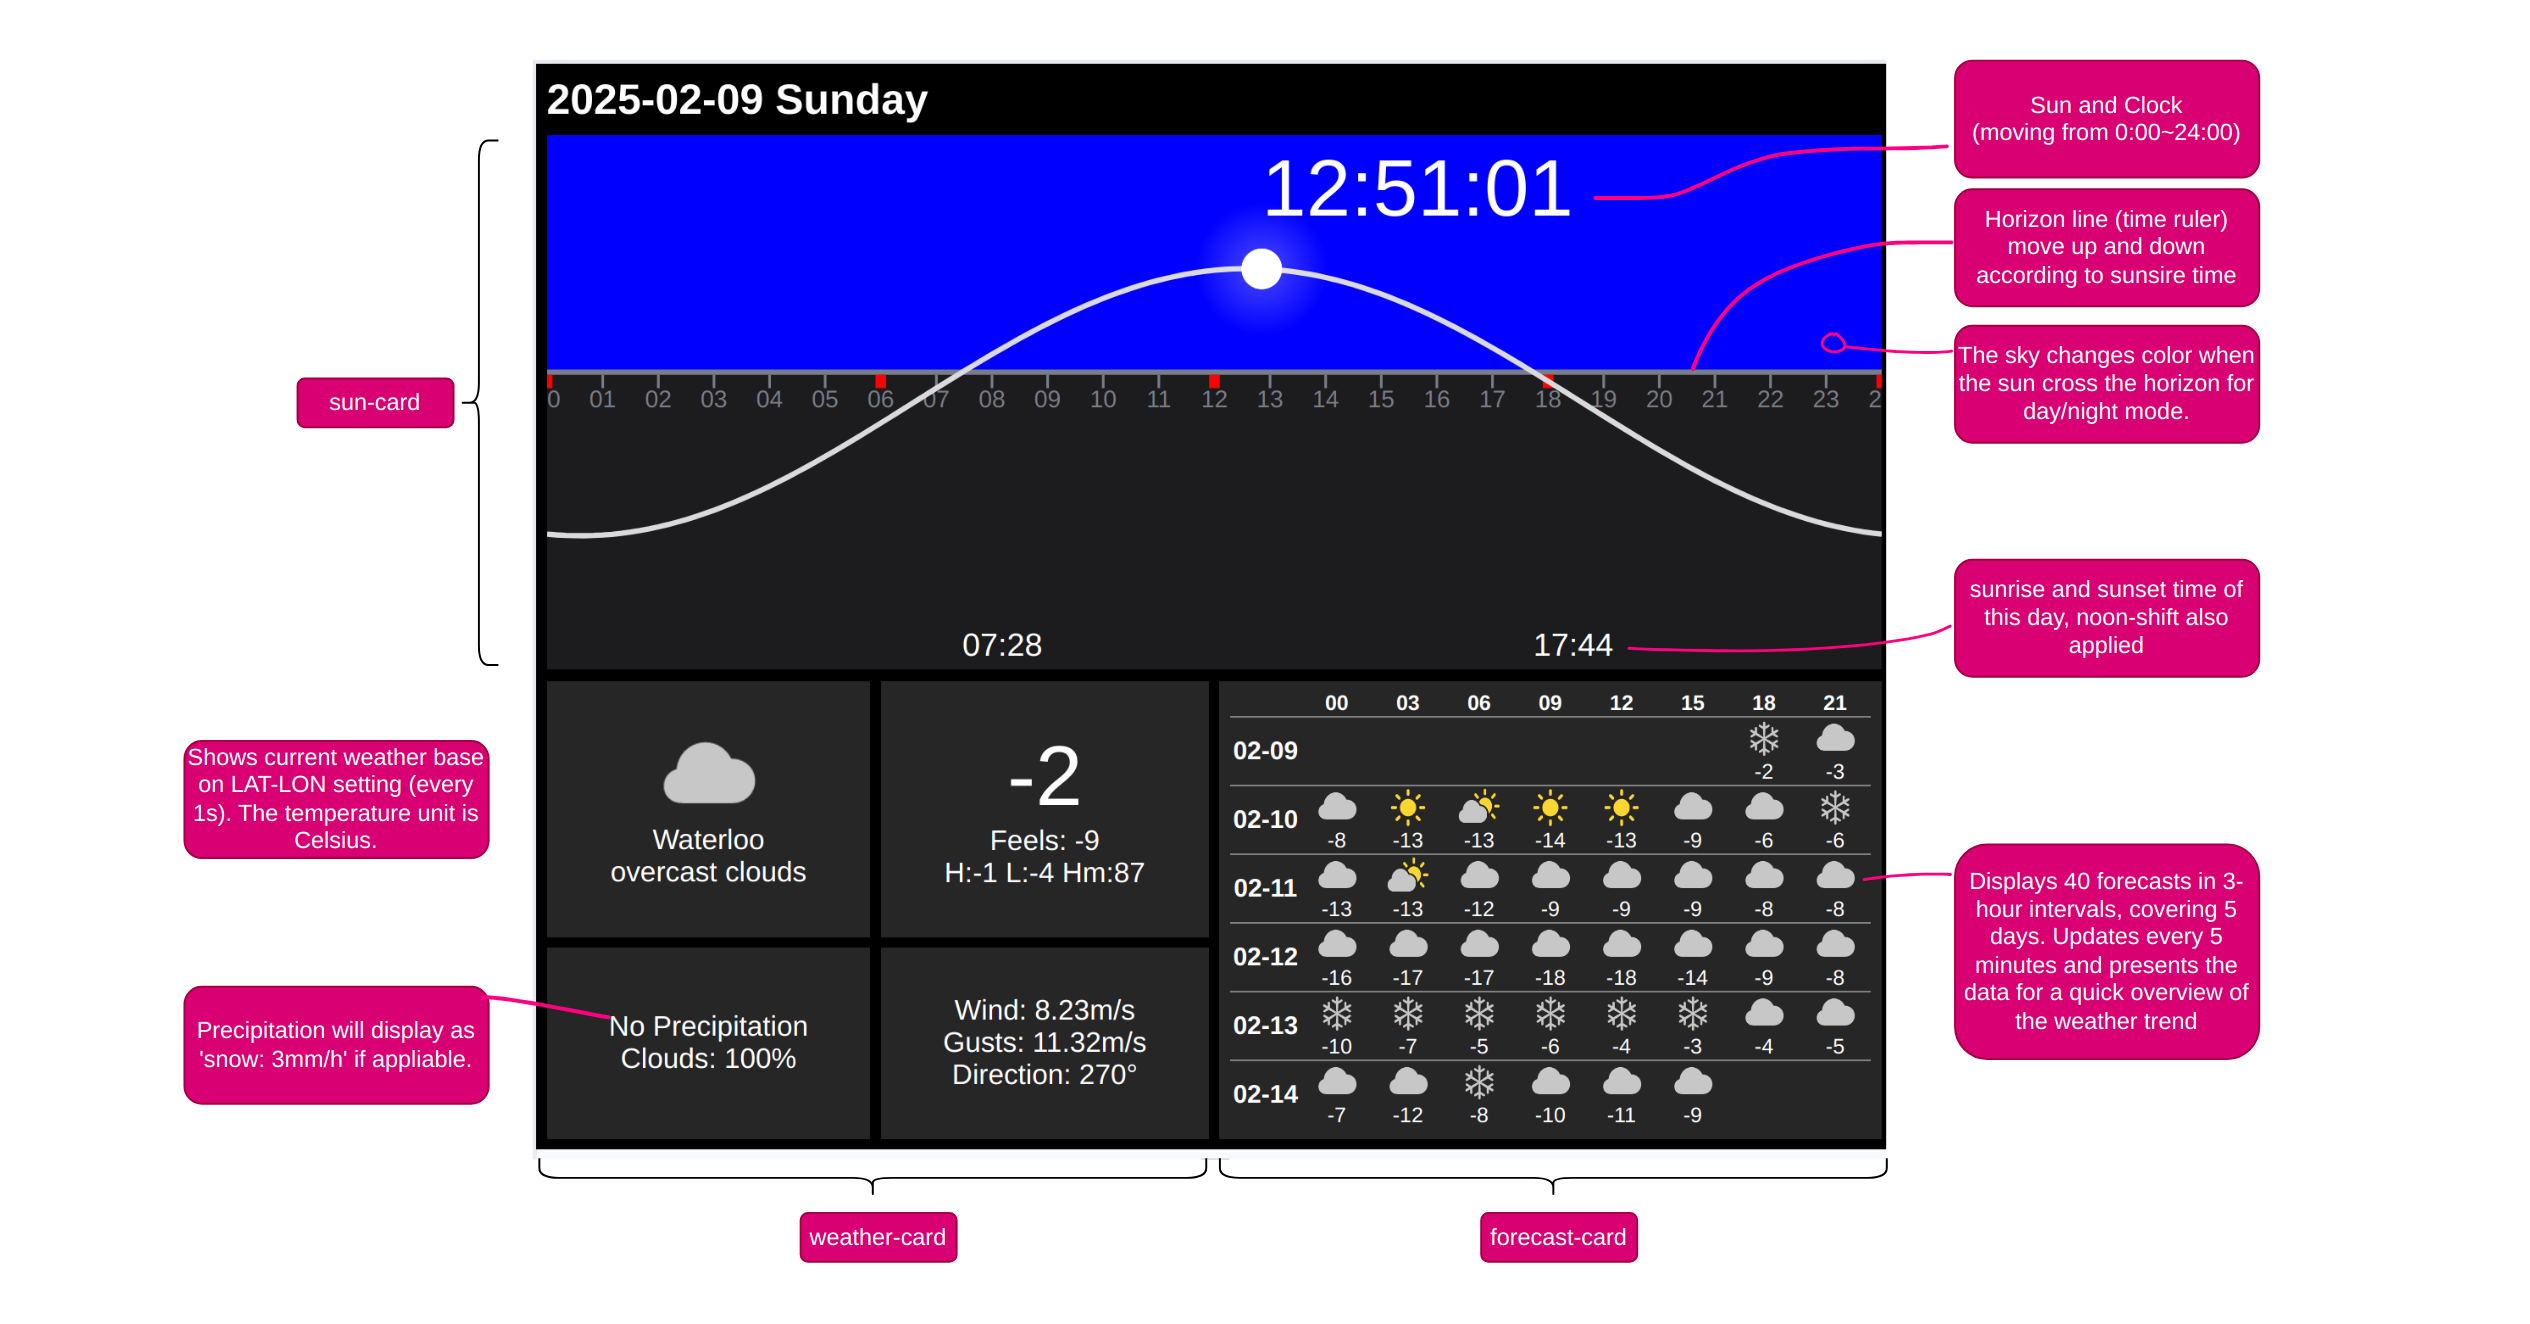 2025-02-09 Sunday
12:51:01
0 01 02 03 04 05 06 07 08 09 10 11 12 13 14 15 16 17 18 19 20 21 22 23 2
07:28 17:44
Sun and Clock
(moving from 0:00~24:00)
Horizon line (time ruler)
move up and down
according to sunsire time
The sky changes color when
the sun cross the horizon for
day/night mode.
sunrise and sunset time of
this day, noon-shift also
applied
sun-card
Shows current weather base
on LAT-LON setting (every
1s). The temperature unit is
Celsius.
Precipitation will display as
'snow: 3mm/h' if appliable.
Waterloo
overcast clouds
-2
Feels: -9
H:-1 L:-4 Hm:87
No Precipitation
Clouds: 100%
Wind: 8.23m/s
Gusts: 11.32m/s
Direction: 270°
00 03 06 09 12 15 18 21
02-09
-2 -3
02-10
-8 -13 -13 -14 -13 -9 -6 -6
02-11
-13 -13 -12 -9 -9 -9 -8 -8
02-12
-16 -17 -17 -18 -18 -14 -9 -8
02-13
-10 -7 -5 -6 -4 -3 -4 -5
02-14
-7 -12 -8 -10 -11 -9
Displays 40 forecasts in 3-
hour intervals, covering 5
days. Updates every 5
minutes and presents the
data for a quick overview of
the weather trend
weather-card
forecast-card